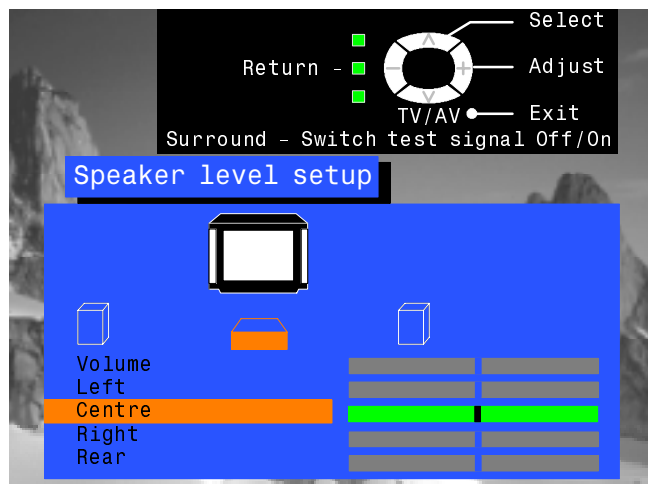 Select
Return - Adjust
TV/AV Exit
Surround - Switch test signal Off/On
Speaker level setup
Volume
Left
Centre
Right
Rear